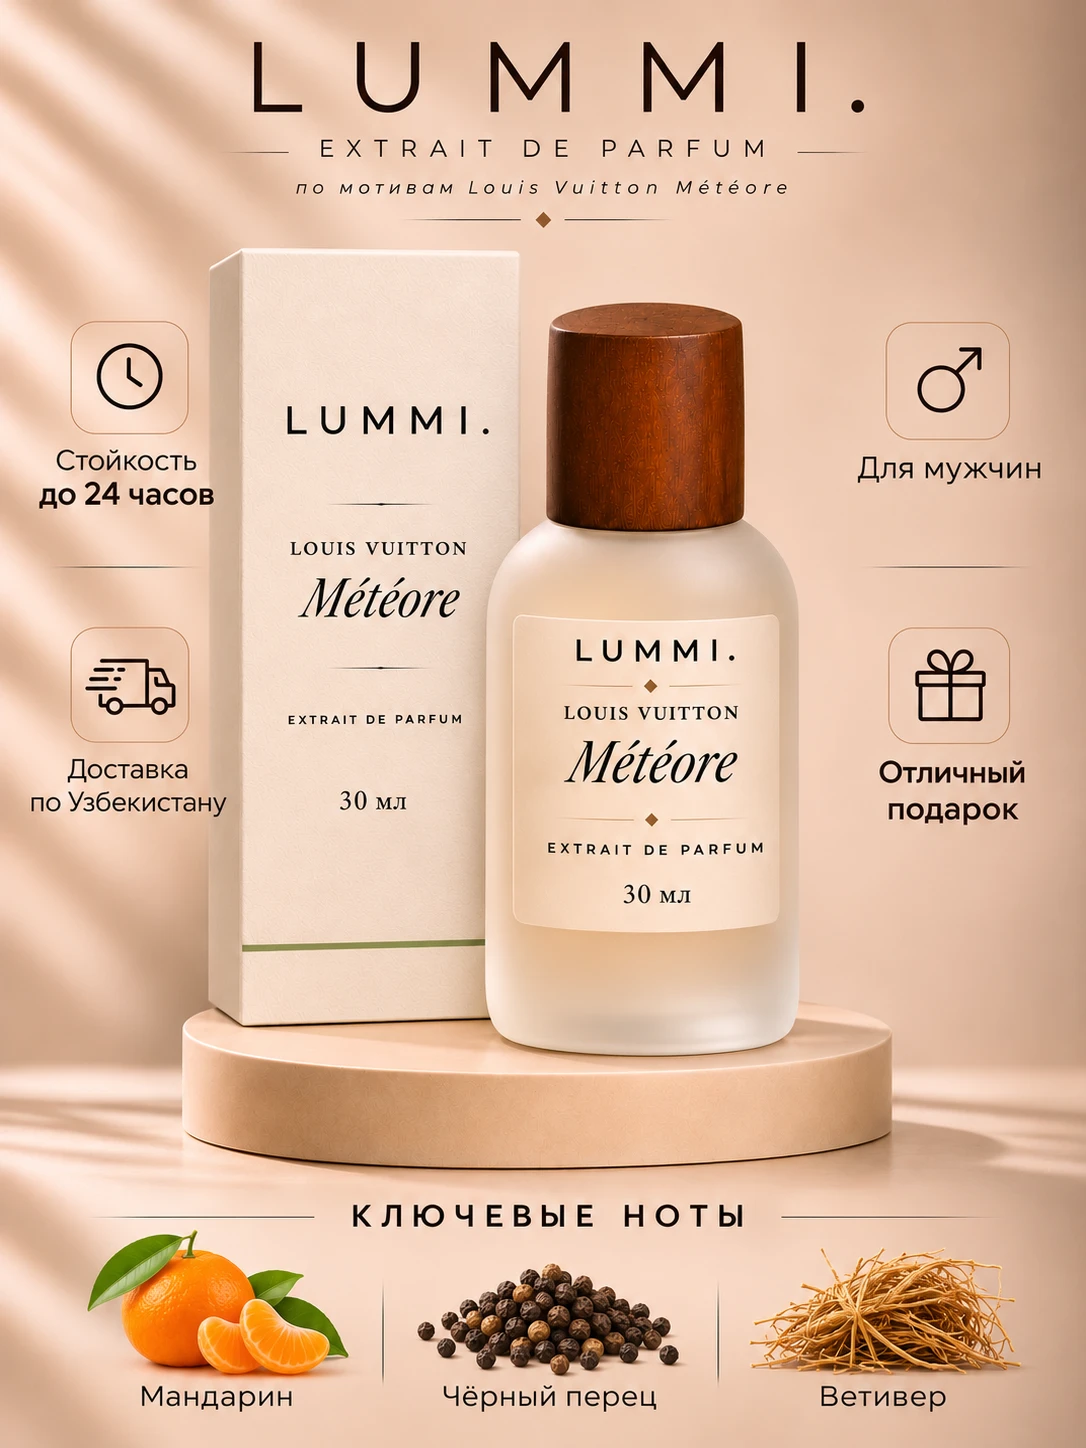 LUMMI.
EXTRAIT DE PARFUM
по мотивам Louis Vuitton Météore
Стойкость
до 24 часов
Доставка
по Узбекистану
LUMMI.
LOUIS VUITTON
Météore
EXTRAIT DE PARFUM
30 мл
LUMMI.
LOUIS VUITTON
Météore
EXTRAIT DE PARFUM
30 мл
Для мужчин
Отличный
подарок
КЛЮЧЕВЫЕ НОТЫ
Мандарин
Чёрный перец
Ветивер